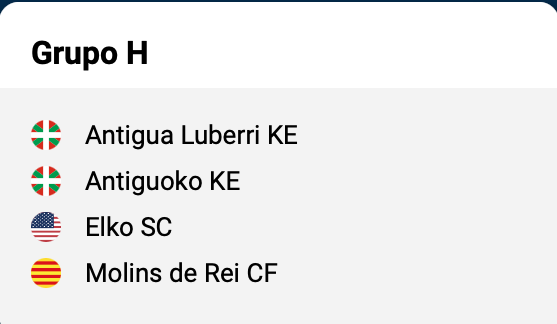 Grupo H
Antigua Luberri KE
Antiguoko KE
Elko SC
Molins de Rei CF